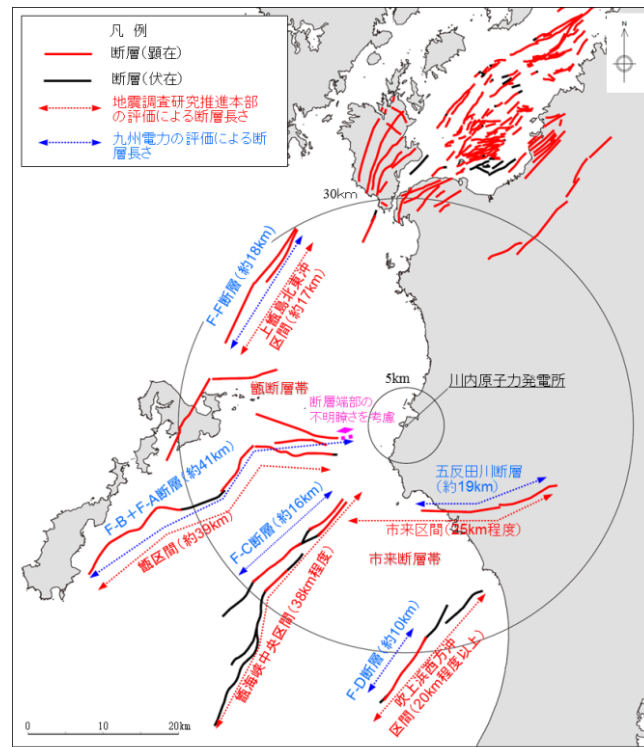 凡 例
断層(顕在)
断層(伏在)
地震調査研究推進本部
の評価による断層長さ
九州電力の評価による断
層長さ
N
30km
F-F断層(約18km)
上甑島北東沖
区間(約17km)
5km
川内原子力発電所
甑断層帯
断層端部の
不明瞭さを考慮
F-B+F-A断層(約41km)
甑区間(約39km)
F-C断層(約16km)
五反田川断層
(約19km)
市来区間(25km程度)
市来断層帯
甑海峡中央区間(38km程度)
F-D断層(約10km)
吹上浜西方沖
区間(20km程度以上)
0 10 20km